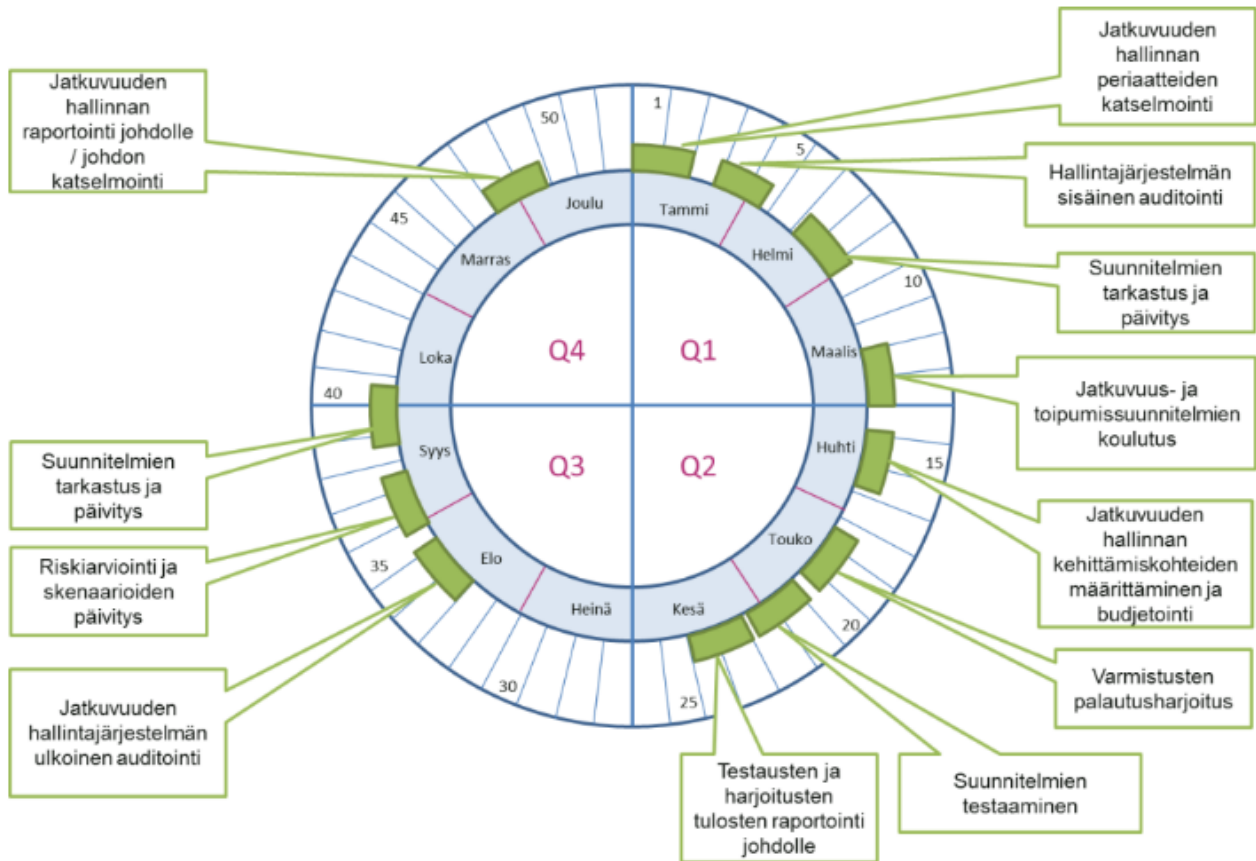 Jatkuvuuden
hallinnan
periaatteiden
katselmointi
Hallintajärjestelmän
sisäinen auditointi
Suunnitelmien
tarkastus ja
päivitys
Jatkuvuus- ja
toipumissuunnitelmien
koulutus
Jatkuvuuden
hallinnan
kehittämiskohteiden
määrittäminen ja
budjetointi
Varmistusten
palautusharjoitus
Suunnitelmien
testaaminen
Testausten ja
harjoitusten
tulosten raportointi
johdolle
Jatkuvuuden
hallintajärjestelmän
ulkoinen auditointi
Riskiarviointi ja
skenaarioiden
päivitys
Suunnitelmien
tarkastus ja
päivitys
Jatkuvuuden
hallinnan
raportointi johdolle
/ johdon
katselmointi
1
5
10
15
20
25
30
35
40
45
50
Tammi
Helmi
Maalis
Huhti
Touko
Kesä
Heinä
Elo
Syys
Loka
Marras
Joulu
Q1
Q2
Q3
Q4